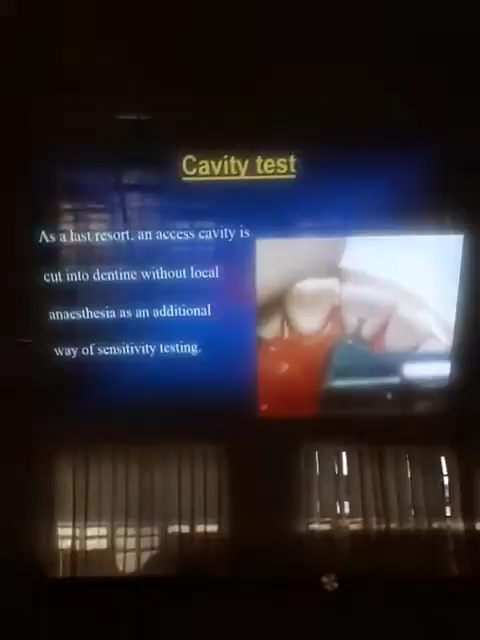 Cavity test
As a last resort, an access cavity is
cut into dentine without local
anaesthesia as an additional
way of sensitivity testing.